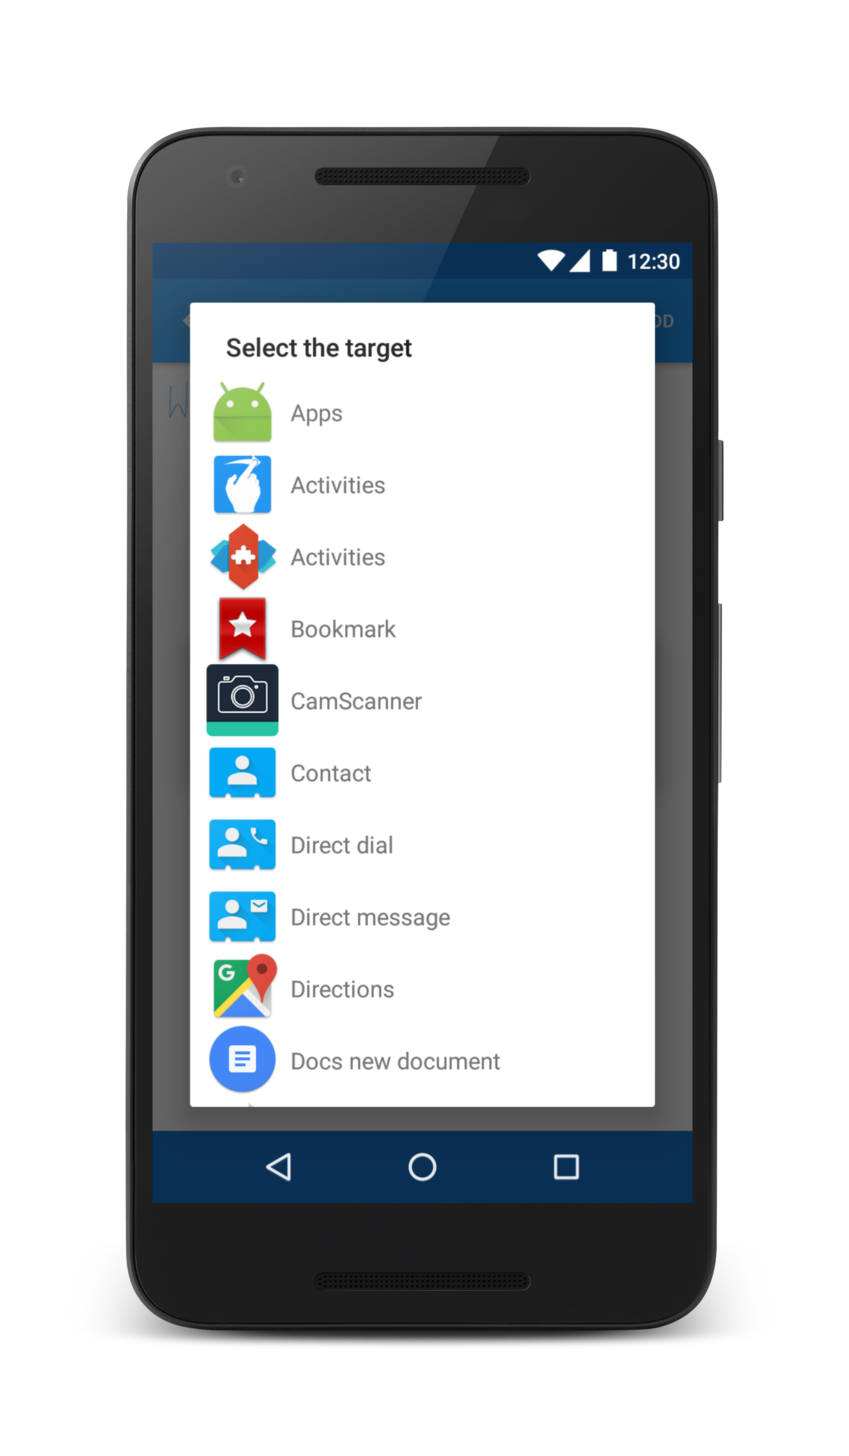 12:30
OD
Select the target
Apps
Activities
Activities
Bookmark
CamScanner
Contact
Direct dial
Direct message
G
Directions
Docs new document